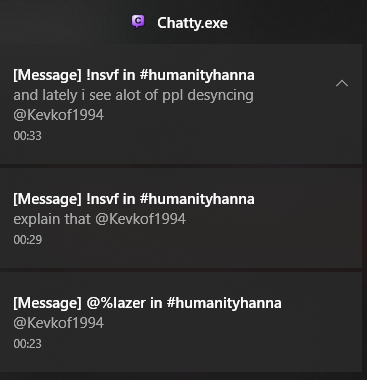 Chatty.exe
[Message] !nsvf in #humanityhanna
and lately i see alot of ppl desyncing
@Kevkof1994
00:33
[Message] !nsvf in #humanityhanna
explain that @Kevkof1994
00:29
[Message] @%lazer in #humanityhanna
@Kevkof1994
00:23